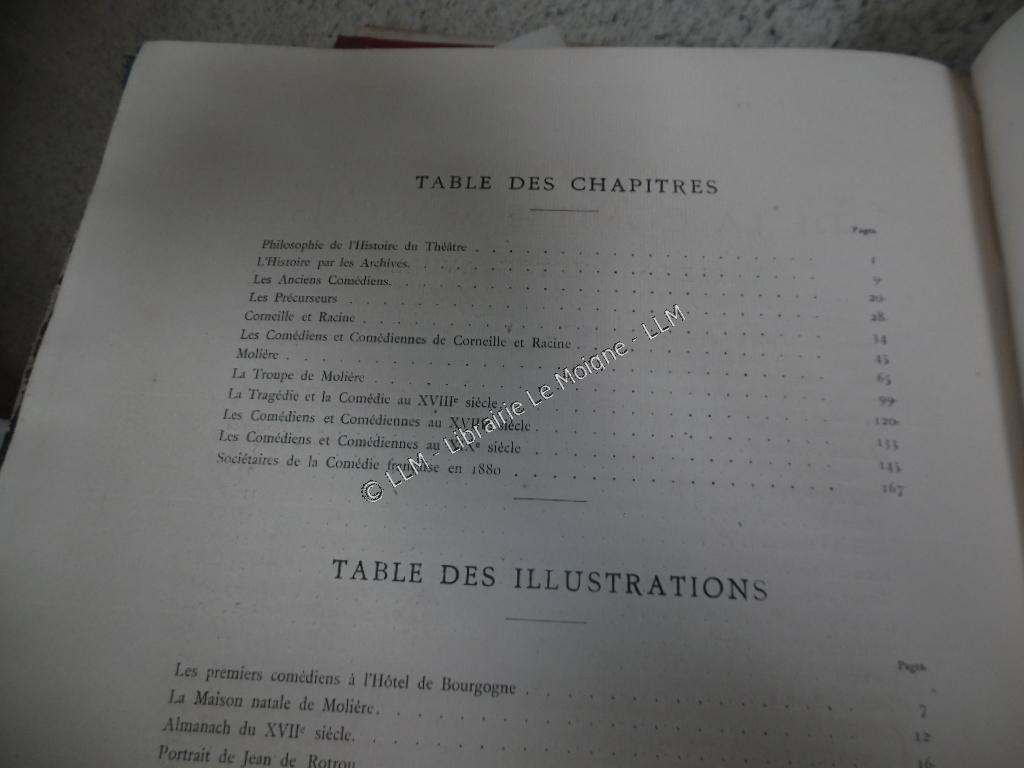 TABLE DES CHAPITRES
Pages
Philosophie de l'Histoire du Théâtre . . . . . . 1
L'Histoire par les Archives. . . . . . 9
Les Anciens Comédiens. . . . . . 20
Les Précurseurs . . . . . . 28
Corneille et Racine . . . . . . 34
Les Comédiens et Comédiennes de Corneille et Racine . . . . . . 45
Molière . . . . . . 65
La Troupe de Molière . . . . . . 99
La Tragédie et la Comédie au XVIIIe siècle . . . . . . 120
Les Comédiens et Comédiennes au XVIIIe siècle . . . . . . 133
Les Comédiens et Comédiennes au XIXe siècle . . . . . . 145
Sociétaires de la Comédie française en 1880 . . . . . . 167
© LLM - Librairie Le Moigne - LLM
TABLE DES ILLUSTRATIONS
Pages
Les premiers comédiens à l'Hôtel de Bourgogne . . . . . . 7
La Maison natale de Molière. . . . . . 12
Almanach du XVIIe siècle. . . . . . 16
Portrait de Jean de Rotrou